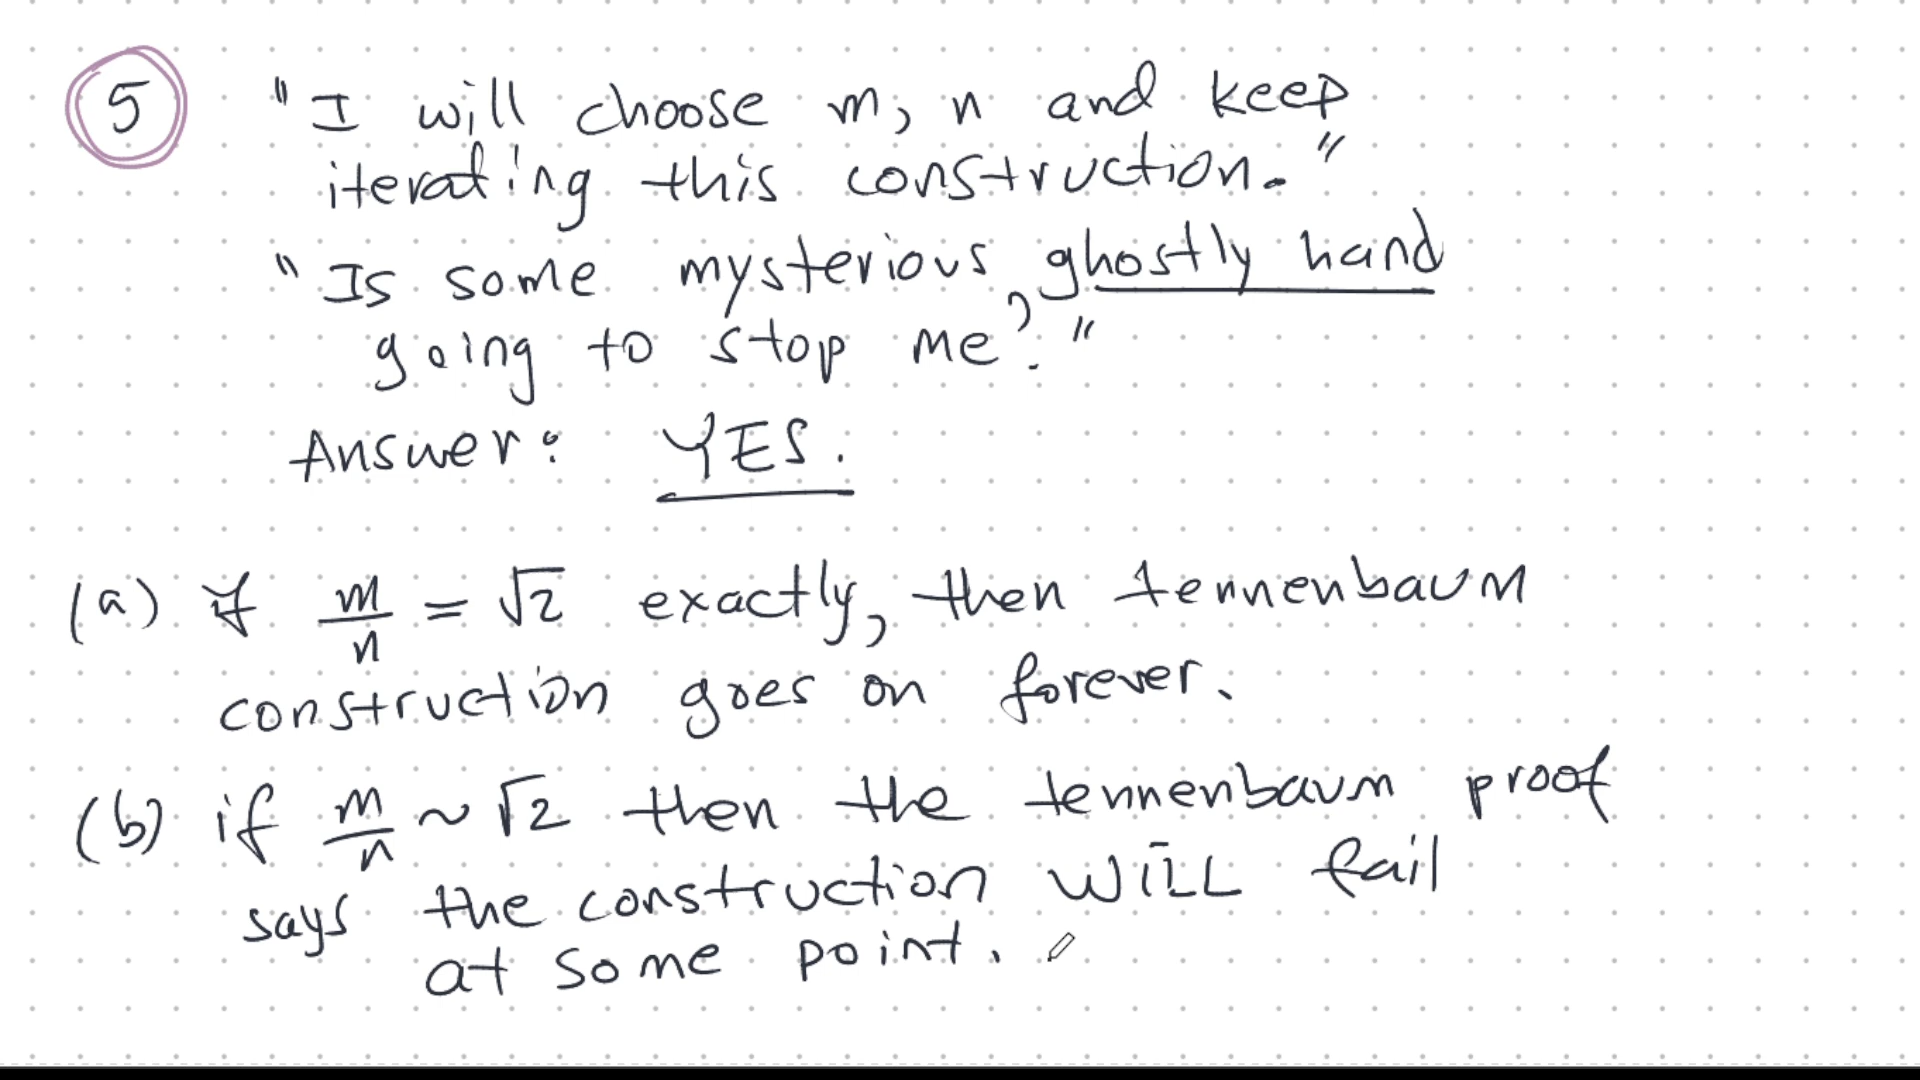 5 "I will choose m, n and keep
iterating this construction."
"Is some mysterious ghostly hand
going to stop me?"
Answer: YES.
(a) if m/n = √2 exactly, then tennenbaum
construction goes on forever.
(b) if m/n ~ √2 then the tennenbaum proof
says the construction WILL fail
at some point.